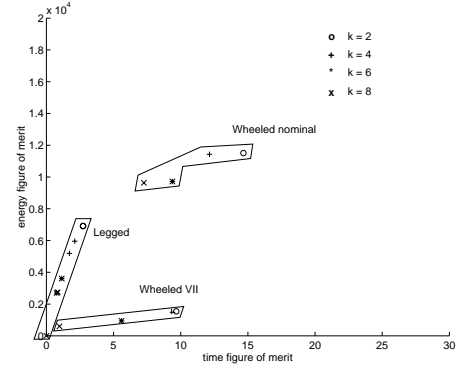 x 10^4
2
1.8
1.6
1.4
1.2
1
0.8
0.6
0.4
0.2
0
0
5
10
15
20
25
30
energy figure of merit
time figure of merit
k = 2
k = 4
k = 6
k = 8
Wheeled nominal
Legged
Wheeled VII